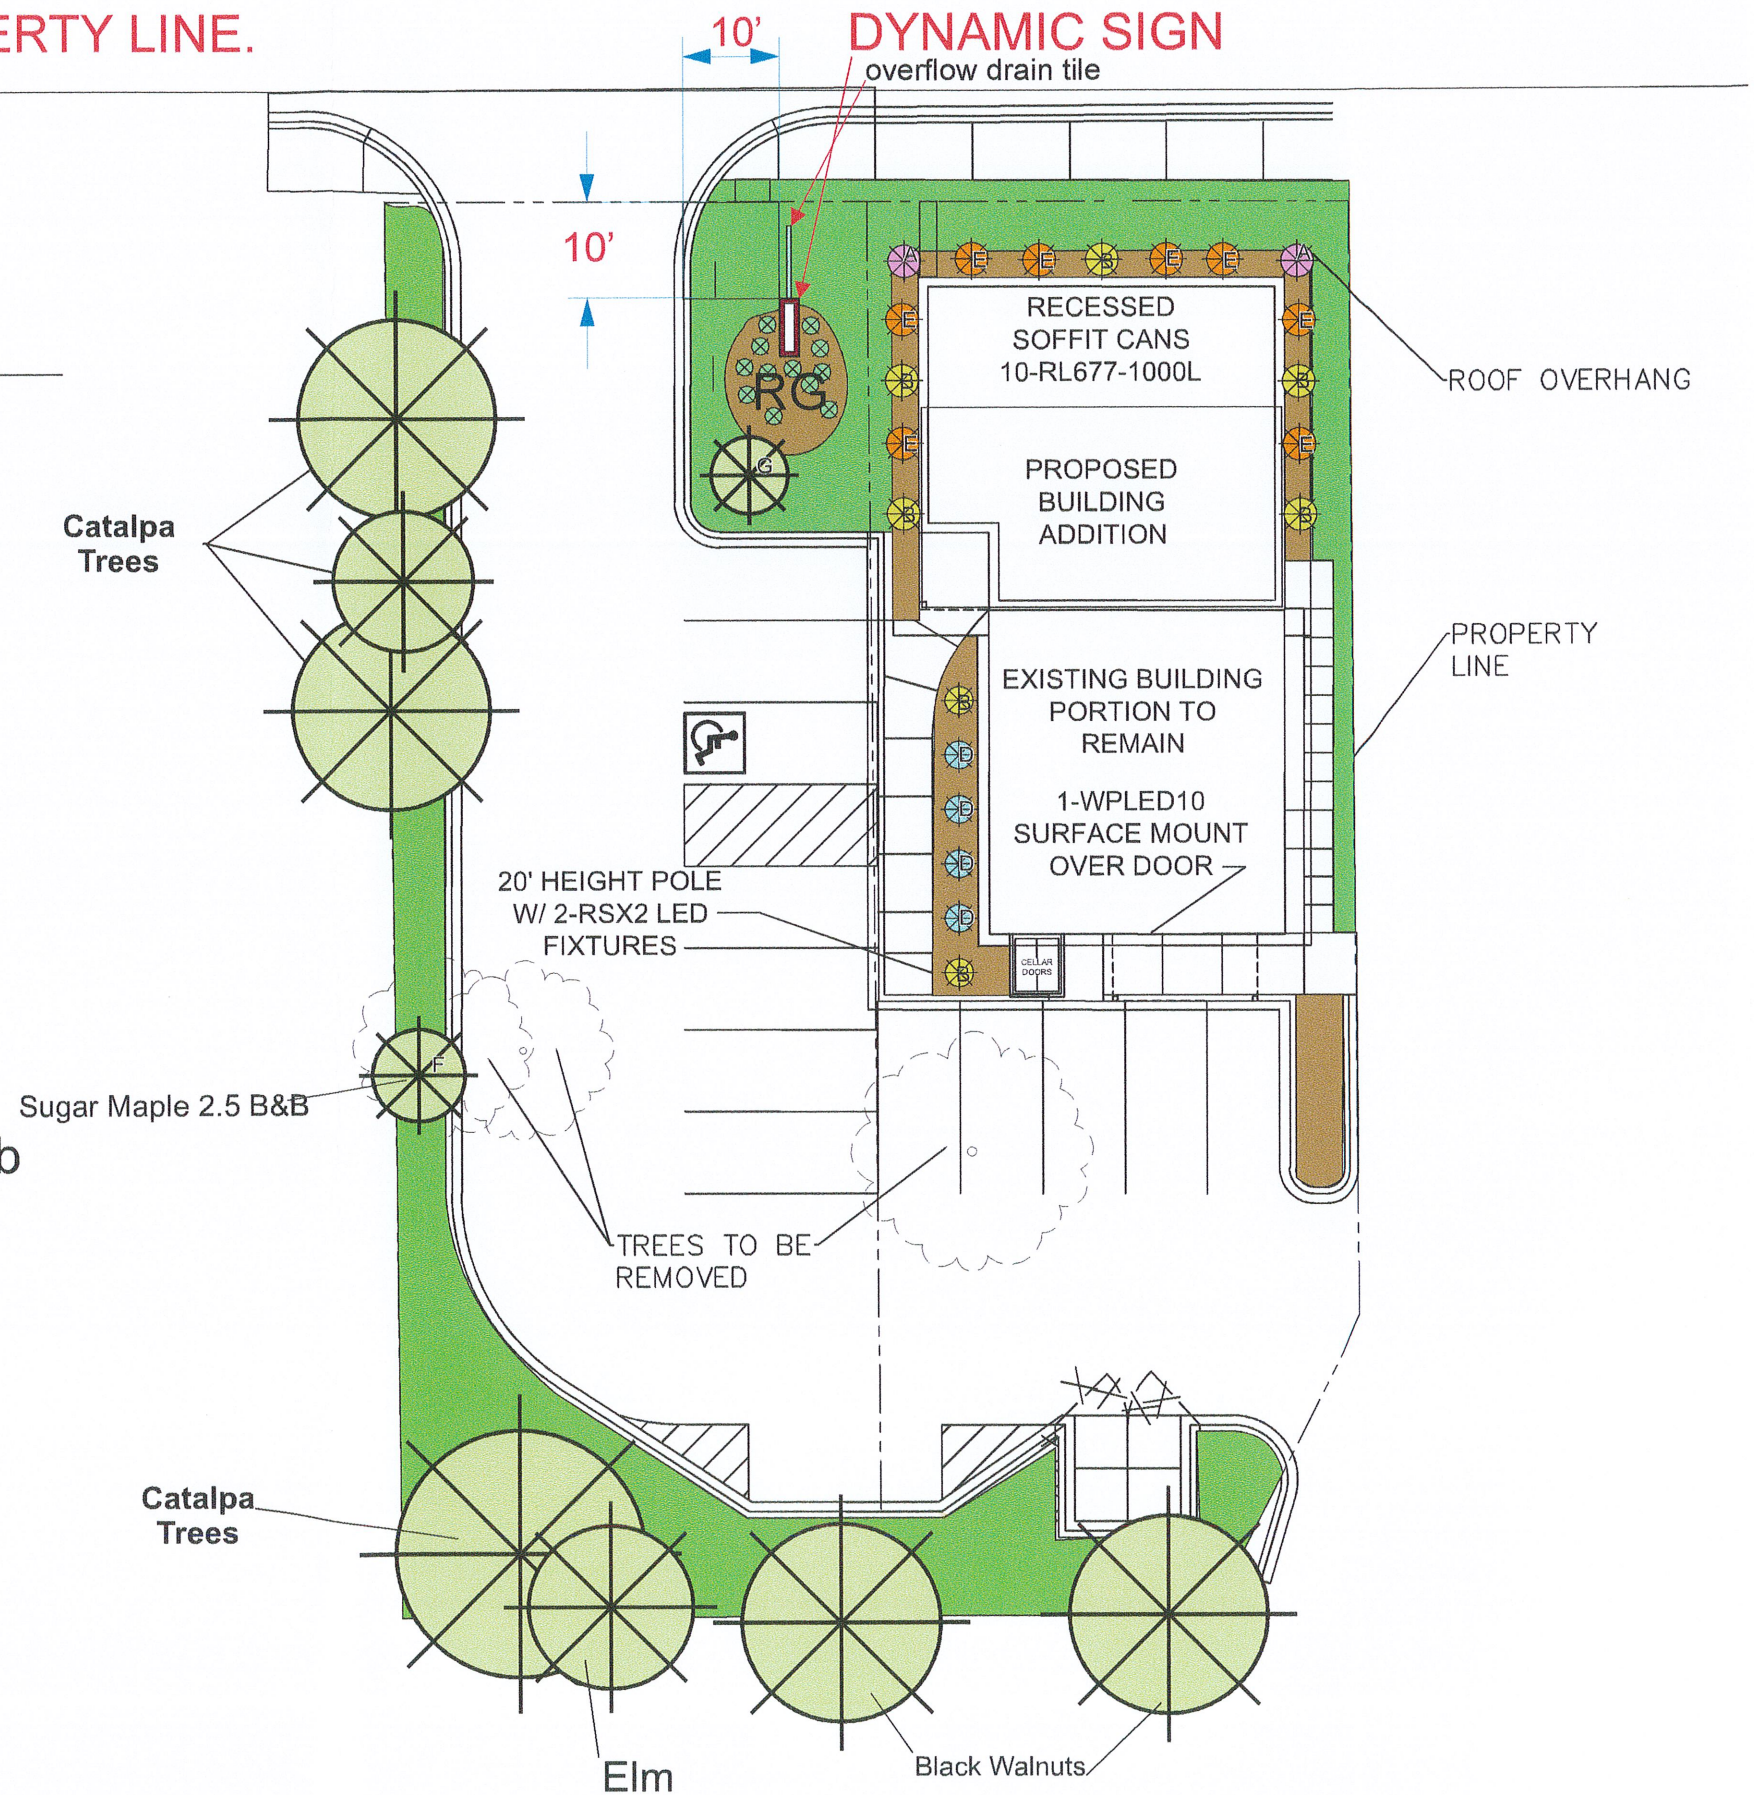 ERTY LINE.
10’
DYNAMIC SIGN
overflow drain tile
10’
A
E
E
B
E
E
A
RECESSED
SOFFIT CANS
10-RL677-1000L
E
E
B
B
E
E
B
B
ROOF OVERHANG
RG
G
PROPOSED
BUILDING
ADDITION
Catalpa
Trees
PROPERTY
LINE
EXISTING BUILDING
PORTION TO
REMAIN
1-WPLED10
SURFACE MOUNT
OVER DOOR
B
D
D
D
D
B
20' HEIGHT POLE
W/ 2-RSX2 LED
FIXTURES
CELLAR
DOORS
F
Sugar Maple 2.5 B&B
b
TREES TO BE
REMOVED
Catalpa
Trees
Elm
Black Walnuts